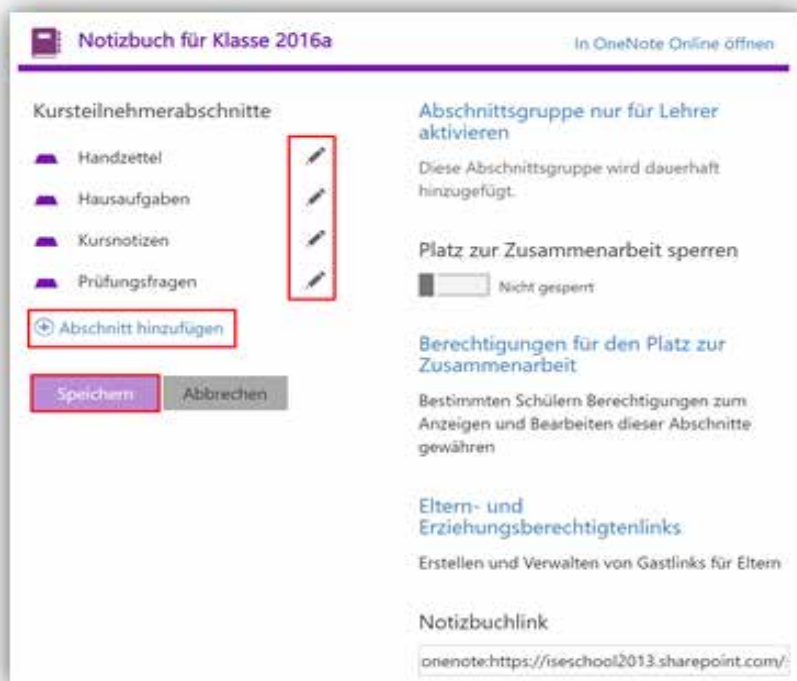 Notizbuch für Klasse 2016a
In OneNote Online öffnen
Kursteilnehmerabschnitte
Handzettel
Hausaufgaben
Kursnotizen
Prüfungsfragen
Abschnitt hinzufügen
Speichern
Abbrechen
Abschnittsgruppe nur für Lehrer
aktivieren
Diese Abschnittsgruppe wird dauerhaft
hinzugefügt.
Platz zur Zusammenarbeit sperren
Nicht gesperrt
Berechtigungen für den Platz zur
Zusammenarbeit
Bestimmten Schülern Berechtigungen zum
Anzeigen und Bearbeiten dieser Abschnitte
gewähren
Eltern- und
Erziehungsberechtigtenlinks
Erstellen und Verwalten von Gastlinks für Eltern
Notizbuchlink
onenote:https://iseschool2013.sharepoint.com/